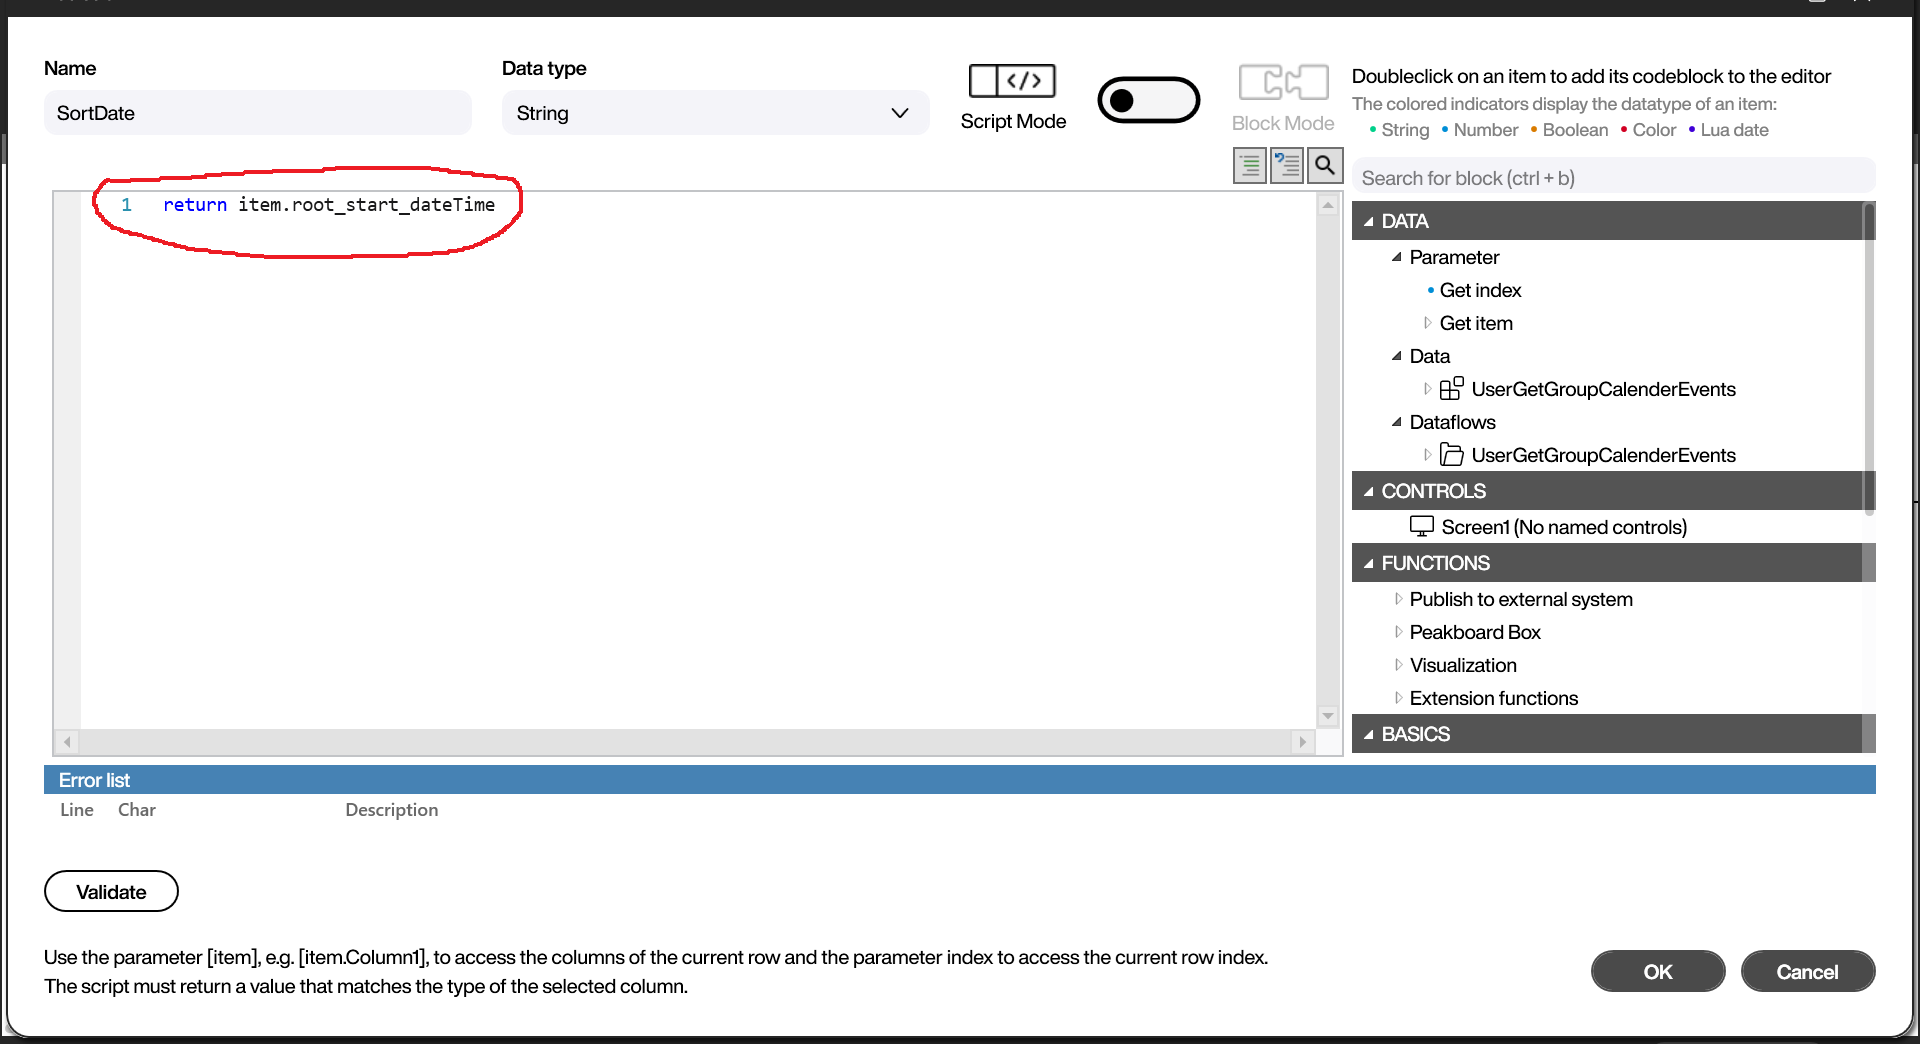 Name
Data type
SortDate
String
</>
Script Mode
Block Mode
Doubleclick on an item to add its codeblock to the editor
The colored indicators display the datatype of an item:
• String • Number • Boolean • Color • Lua date
Search for block (ctrl + b)
1 return item.root_start_dateTime
DATA
Parameter
Get index
Get item
Data
UserGetGroupCalenderEvents
Dataflows
UserGetGroupCalenderEvents
CONTROLS
Screen1 (No named controls)
FUNCTIONS
Publish to external system
Peakboard Box
Visualization
Extension functions
BASICS
Error list
Line Char Description
Validate
Use the parameter [item], e.g. [item.Column1], to access the columns of the current row and the parameter index to access the current row index.
The script must return a value that matches the type of the selected column.
OK
Cancel